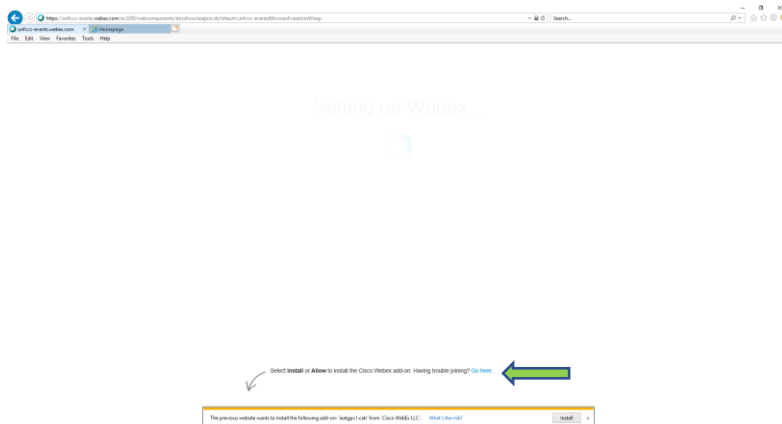 Search...
unfccc-events.webex.com
Homepage
File Edit View Favorites Tools Help
Setting up Webex...
Select Install or Allow to install the Cisco Webex add-on. Having trouble joining? Go here.
The previous website wants to install the following add-on: 'ieatgpc1.cab' from 'Cisco WebEx LLC'. What's the risk?
Install